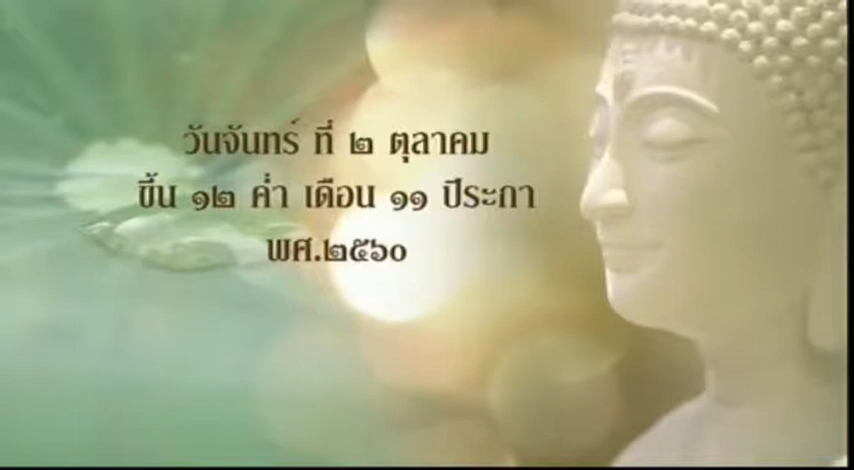 วันจันทร์ ที่ ๒ ตุลาคม
ขึ้น ๑๒ ค่ำ เดือน ๑๑ ปีระกา
พศ.๒๕๖๐